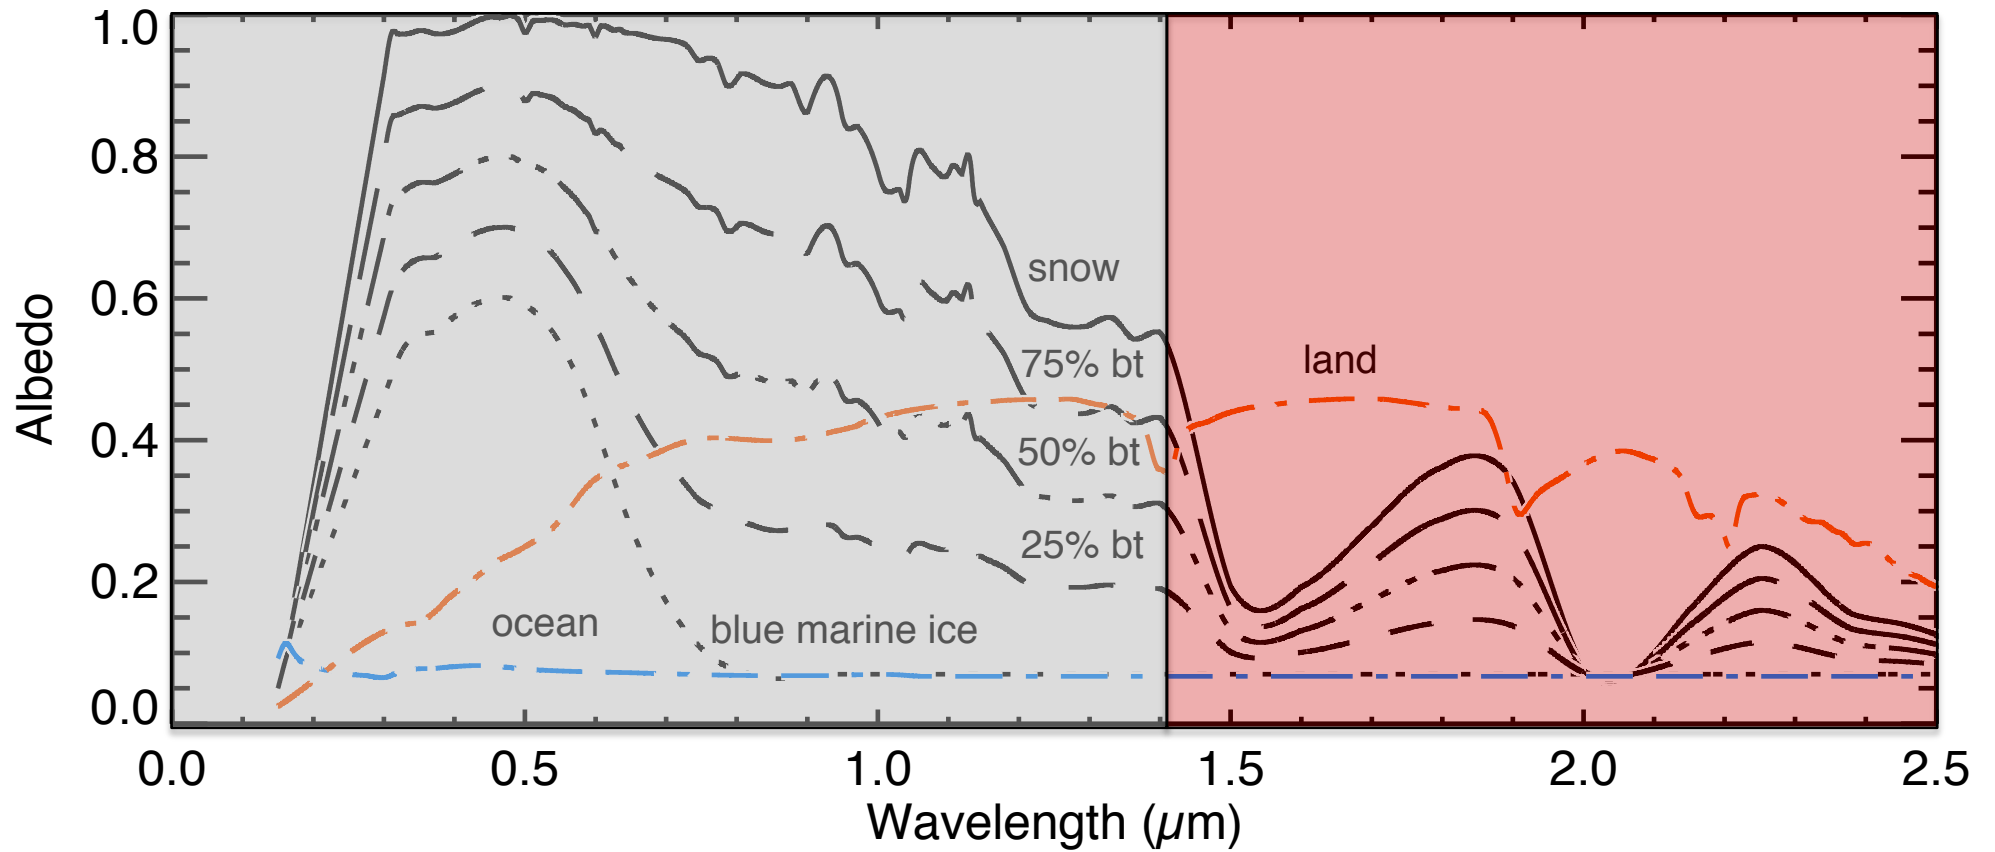 1.0
0.8
0.6
0.4
0.2
0.0
Albedo
snow
75% bt
land
50% bt
25% bt
ocean
blue marine ice
0.0 0.5 1.0 1.5 2.0 2.5
Wavelength (μm)